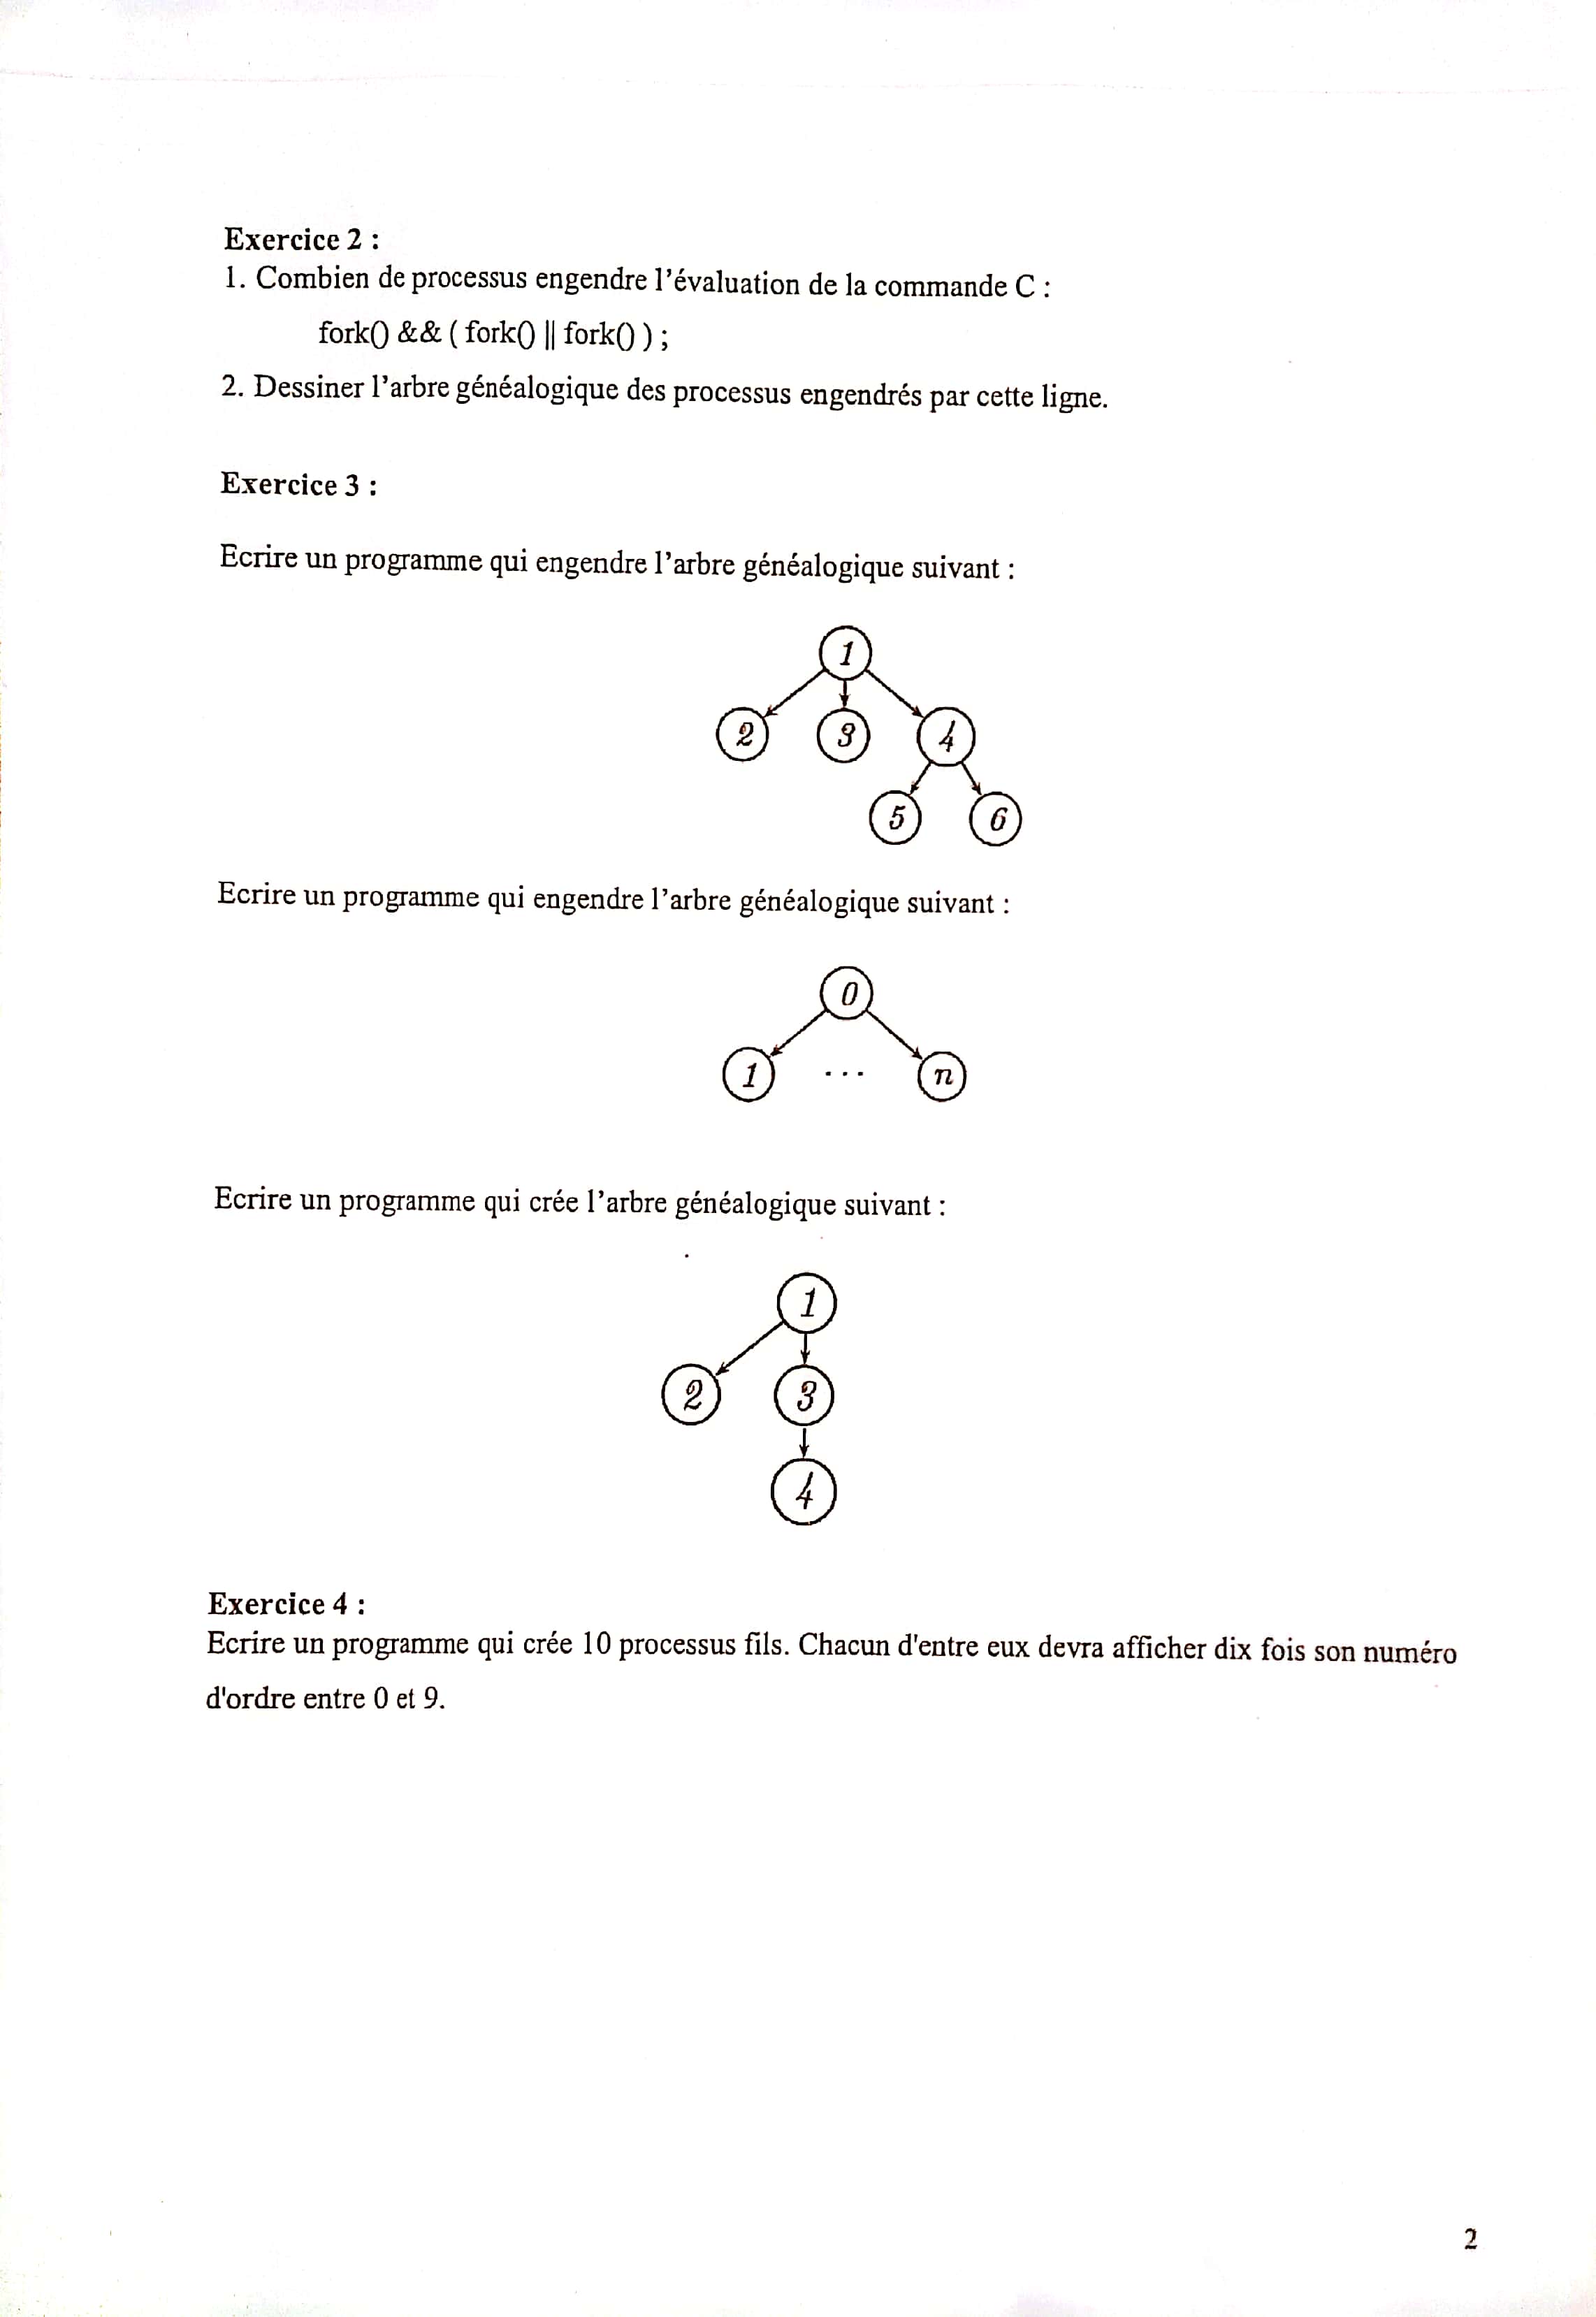 Exercice 2 :
1. Combien de processus engendre l'évaluation de la commande C :
fork() && ( fork() || fork() ) ;
2. Dessiner l'arbre généalogique des processus engendrés par cette ligne.
Exercice 3 :
Ecrire un programme qui engendre l'arbre généalogique suivant :
1
2 3 4
5 6
Ecrire un programme qui engendre l'arbre généalogique suivant :
0
1 ... n
Ecrire un programme qui crée l'arbre généalogique suivant :
1
2 3
4
Exercice 4 :
Ecrire un programme qui crée 10 processus fils. Chacun d'entre eux devra afficher dix fois son numéro
d'ordre entre 0 et 9.
2